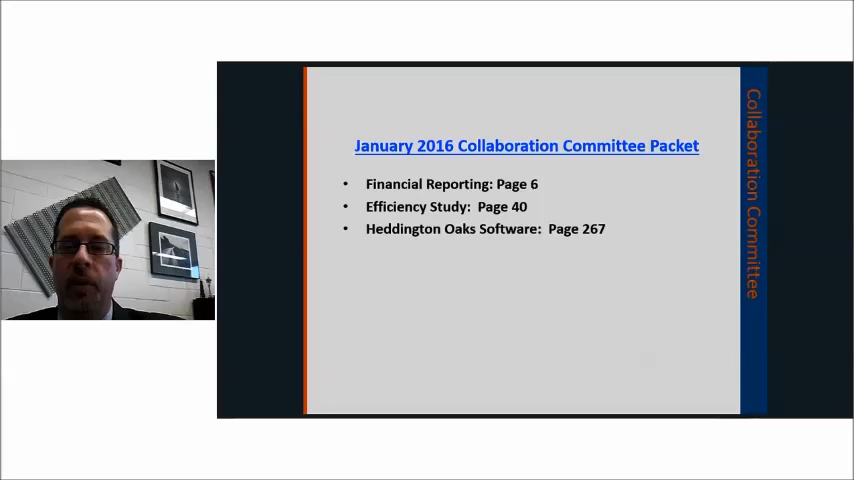 January 2016 Collaboration Committee Packet
• Financial Reporting: Page 6
• Efficiency Study: Page 40
• Heddington Oaks Software: Page 267
Collaboration Committee